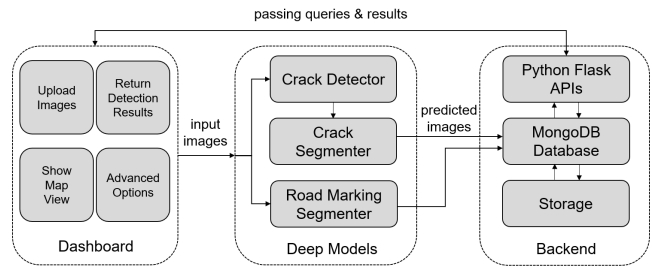 passing queries & results
Upload
Images
Return
Detection
Results
Show
Map
View
Advanced
Options
Dashboard
input
images
Crack Detector
Crack
Segmenter
Road Marking
Segmenter
Deep Models
predicted
images
Python Flask
APIs
MongoDB
Database
Storage
Backend